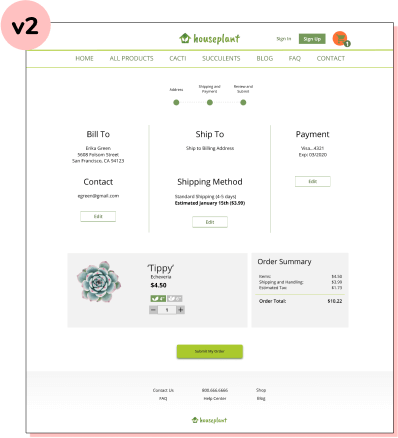 v2
houseplant
Sign In
Sign Up
1
HOME ALL PRODUCTS CACTI SUCCULENTS BLOG FAQ CONTACT
Address
Shipping and Payment
Review and Submit
Bill To
Erika Green
5608 Folsom Street
San Francisco, CA 94123
Contact
egreen@gmail.com
Edit
Ship To
Ship to Billing Address
Shipping Method
Standard Shipping (4-5 days)
Estimated January 15th ($3.99)
Edit
Payment
Visa...4321
Exp: 03/2020
Edit
'Tippy'
Echeveria
$4.50
1
Order Summary
Items: $4.50
Shipping and Handling: $3.99
Estimated Tax: $1.73
Order Total: $10.22
Submit My Order
Contact Us 800.666.6666 Shop
FAQ Help Center Blog
houseplant